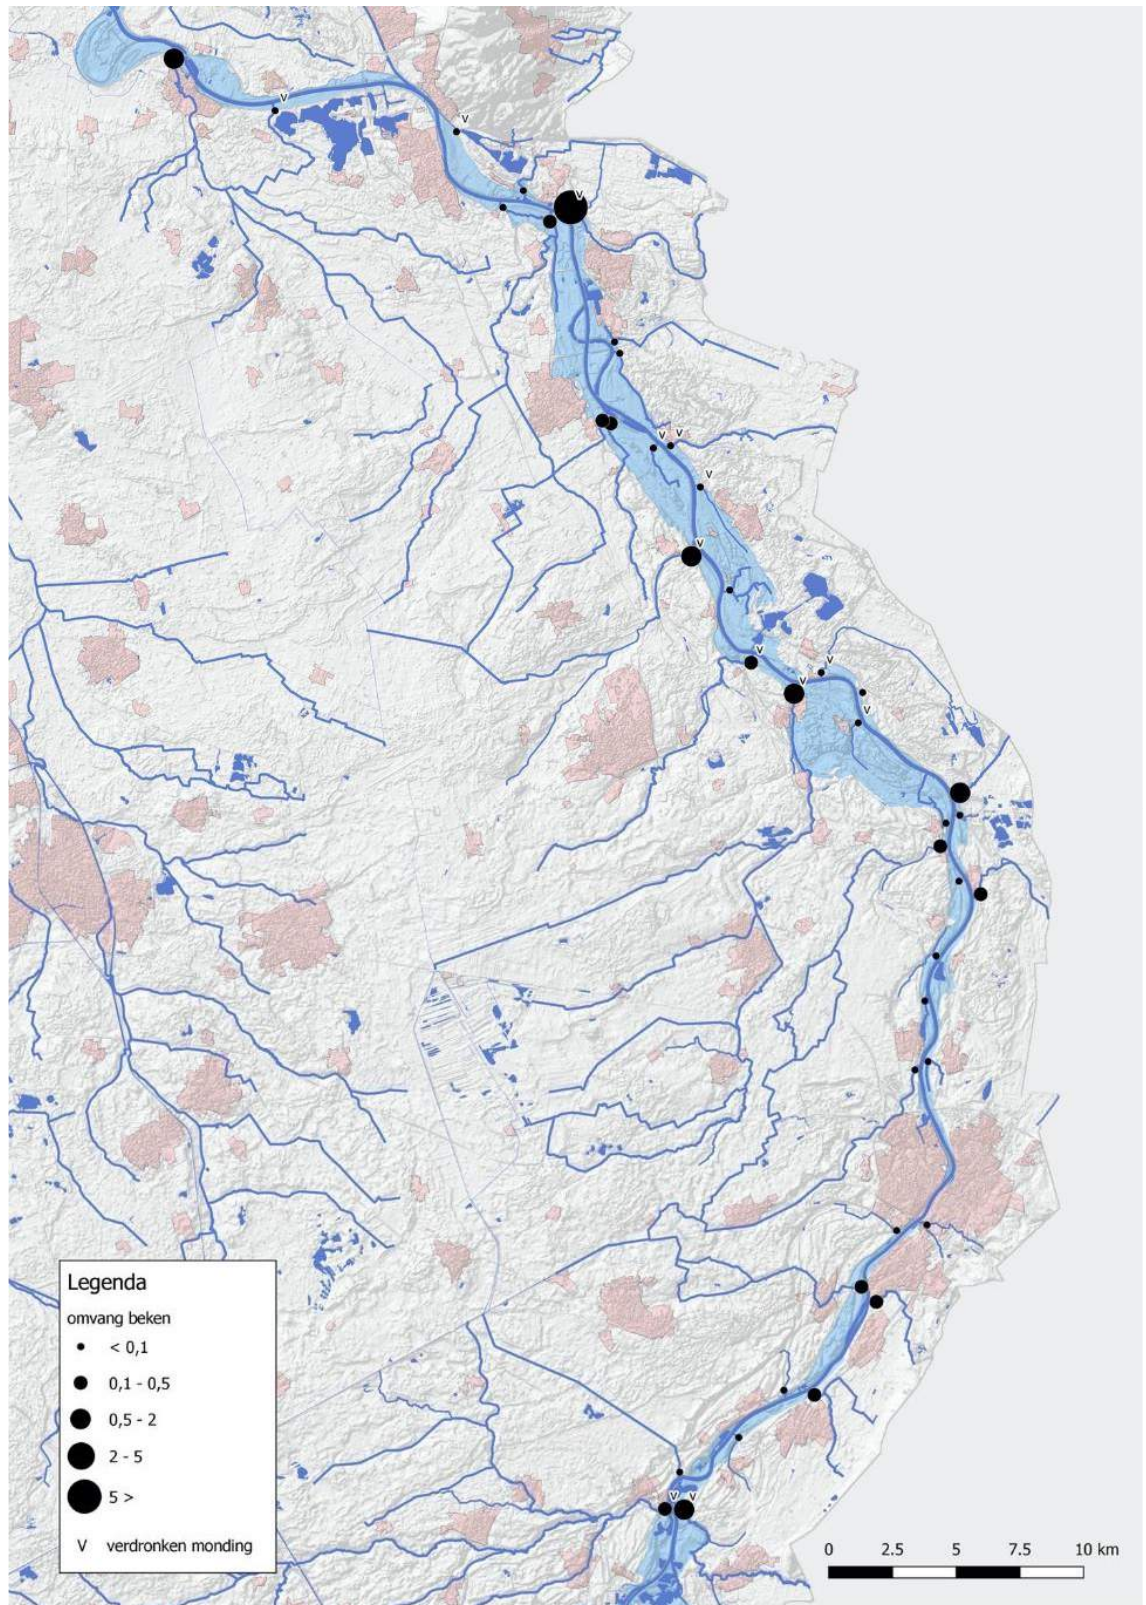 v
v
v
v v
v
v
v
v
v
v
v v
Legenda
omvang beken
< 0,1
0,1 - 0,5
0,5 - 2
2 - 5
5 >
V verdronken monding
0 2.5 5 7.5 10 km